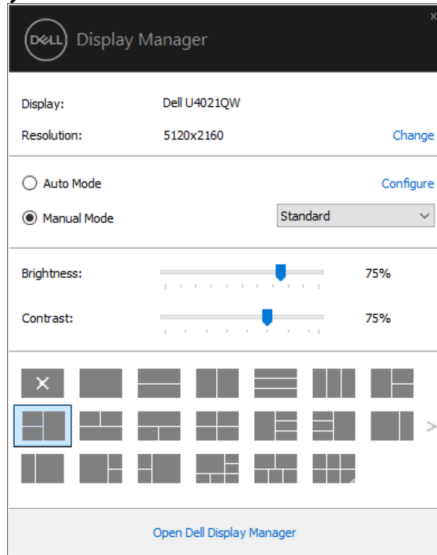 DELL Display Manager
Display: Dell U4021QW
Resolution: 5120x2160 Change
Auto Mode Configure
Manual Mode Standard
Brightness: 75%
Contrast: 75%
Open Dell Display Manager